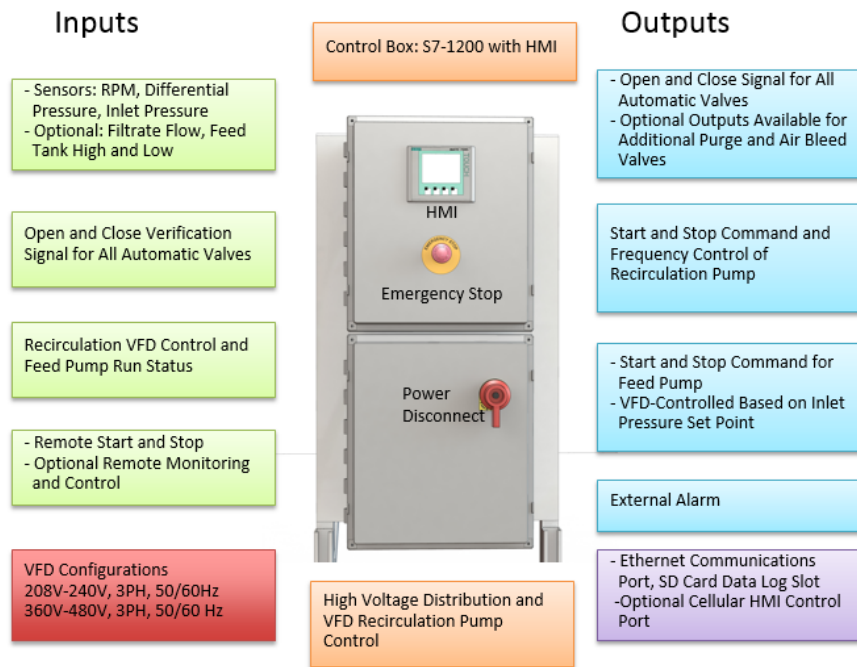 Inputs
Control Box: S7-1200 with HMI
Outputs
- Sensors: RPM, Differential
Pressure, Inlet Pressure
- Optional: Filtrate Flow, Feed
Tank High and Low
Open and Close Verification
Signal for All Automatic Valves
Recirculation VFD Control and
Feed Pump Run Status
- Remote Start and Stop
- Optional Remote Monitoring
and Control
VFD Configurations
208V-240V, 3PH, 50/60Hz
360V-480V, 3PH, 50/60 Hz
TOUCH
HMI
EMERGENCY STOP
Emergency Stop
Power
Disconnect
High Voltage Distribution and
VFD Recirculation Pump
Control
- Open and Close Signal for All
Automatic Valves
- Optional Outputs Available for
Additional Purge and Air Bleed
Valves
Start and Stop Command and
Frequency Control of
Recirculation Pump
- Start and Stop Command for
Feed Pump
- VFD-Controlled Based on Inlet
Pressure Set Point
External Alarm
- Ethernet Communications
Port, SD Card Data Log Slot
-Optional Cellular HMI Control
Port